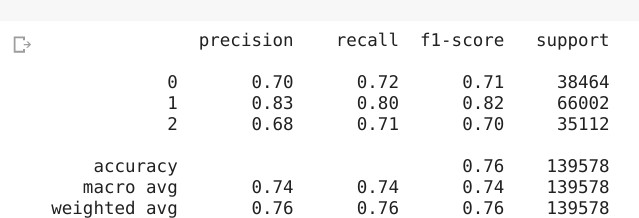 precision recall f1-score support
0 0.70 0.72 0.71 38464
1 0.83 0.80 0.82 66002
2 0.68 0.71 0.70 35112
accuracy 0.76 139578
macro avg 0.74 0.74 0.74 139578
weighted avg 0.76 0.76 0.76 139578